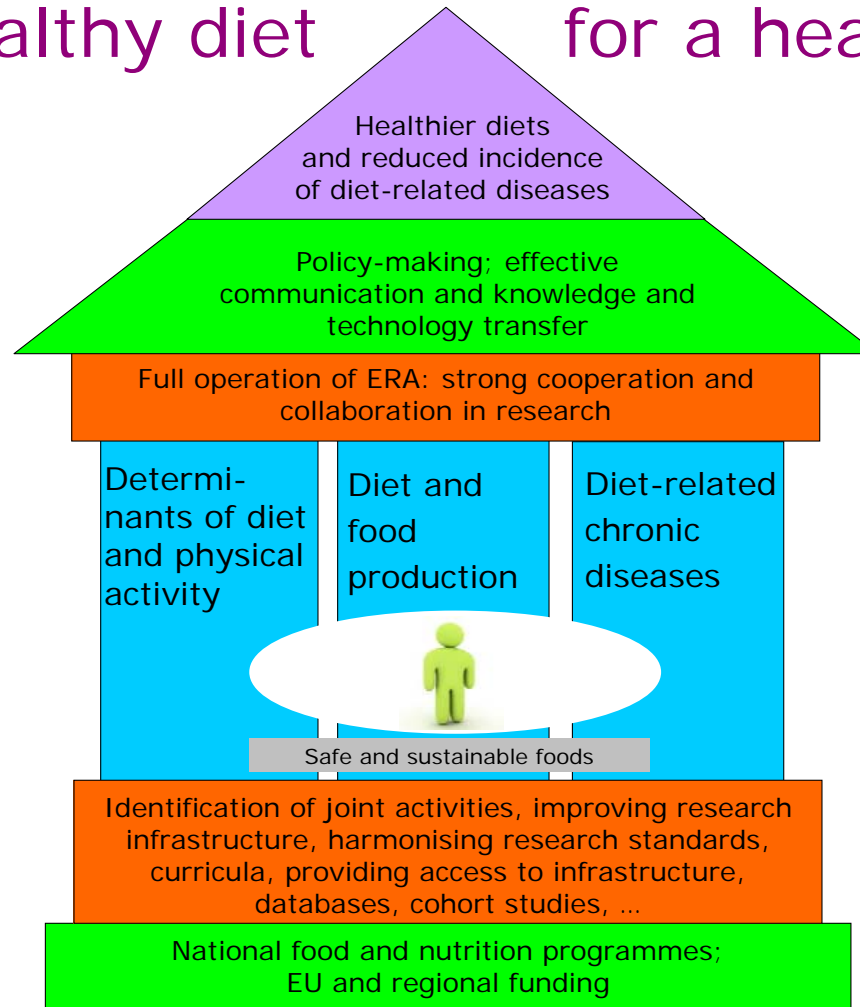 althy diet for a hea
Healthier diets
and reduced incidence
of diet-related diseases
Policy-making; effective
communication and knowledge and
technology transfer
Full operation of ERA: strong cooperation and
collaboration in research
Determi-
nants of diet
and physical
activity
Diet and
food
production
Diet-related
chronic
diseases
Safe and sustainable foods
Identification of joint activities, improving research
infrastructure, harmonising research standards,
curricula, providing access to infrastructure,
databases, cohort studies, …
National food and nutrition programmes;
EU and regional funding